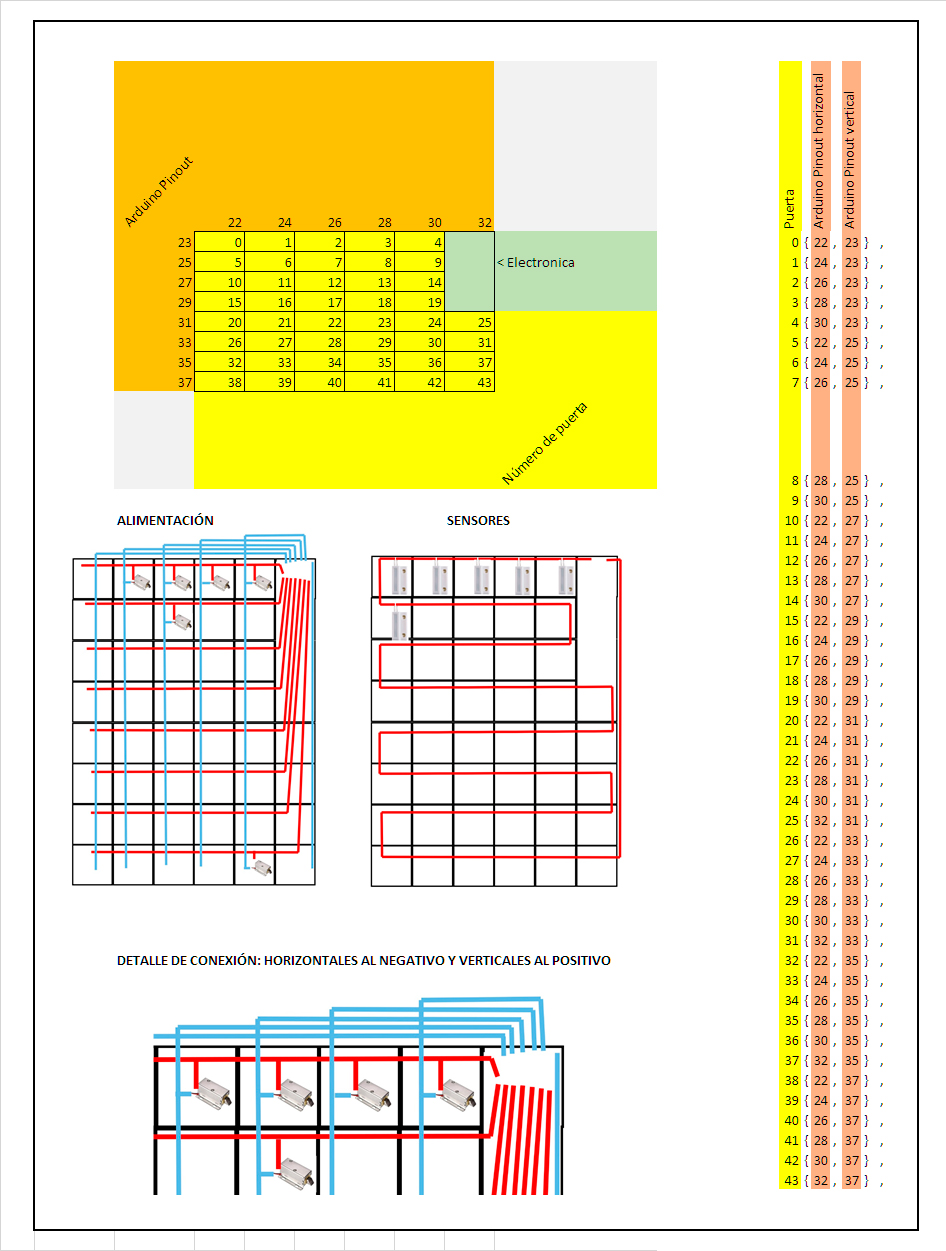 Arduino Pinout
22 24 26 28 30 32
23 0 1 2 3 4
25 5 6 7 8 9 < Electronica
27 10 11 12 13 14
29 15 16 17 18 19
31 20 21 22 23 24 25
33 26 27 28 29 30 31
35 32 33 34 35 36 37
37 38 39 40 41 42 43
Número de puerta
ALIMENTACIÓN
SENSORES
DETALLE DE CONEXIÓN: HORIZONTALES AL NEGATIVO Y VERTICALES AL POSITIVO
Puerta
Arduino Pinout horizontal
Arduino Pinout vertical
0 { 22 , 23 } ,
1 { 24 , 23 } ,
2 { 26 , 23 } ,
3 { 28 , 23 } ,
4 { 30 , 23 } ,
5 { 22 , 25 } ,
6 { 24 , 25 } ,
7 { 26 , 25 } ,
8 { 28 , 25 } ,
9 { 30 , 25 } ,
10 { 22 , 27 } ,
11 { 24 , 27 } ,
12 { 26 , 27 } ,
13 { 28 , 27 } ,
14 { 30 , 27 } ,
15 { 22 , 29 } ,
16 { 24 , 29 } ,
17 { 26 , 29 } ,
18 { 28 , 29 } ,
19 { 30 , 29 } ,
20 { 22 , 31 } ,
21 { 24 , 31 } ,
22 { 26 , 31 } ,
23 { 28 , 31 } ,
24 { 30 , 31 } ,
25 { 32 , 31 } ,
26 { 22 , 33 } ,
27 { 24 , 33 } ,
28 { 26 , 33 } ,
29 { 28 , 33 } ,
30 { 30 , 33 } ,
31 { 32 , 33 } ,
32 { 22 , 35 } ,
33 { 24 , 35 } ,
34 { 26 , 35 } ,
35 { 28 , 35 } ,
36 { 30 , 35 } ,
37 { 32 , 35 } ,
38 { 22 , 37 } ,
39 { 24 , 37 } ,
40 { 26 , 37 } ,
41 { 28 , 37 } ,
42 { 30 , 37 } ,
43 { 32 , 37 } ,